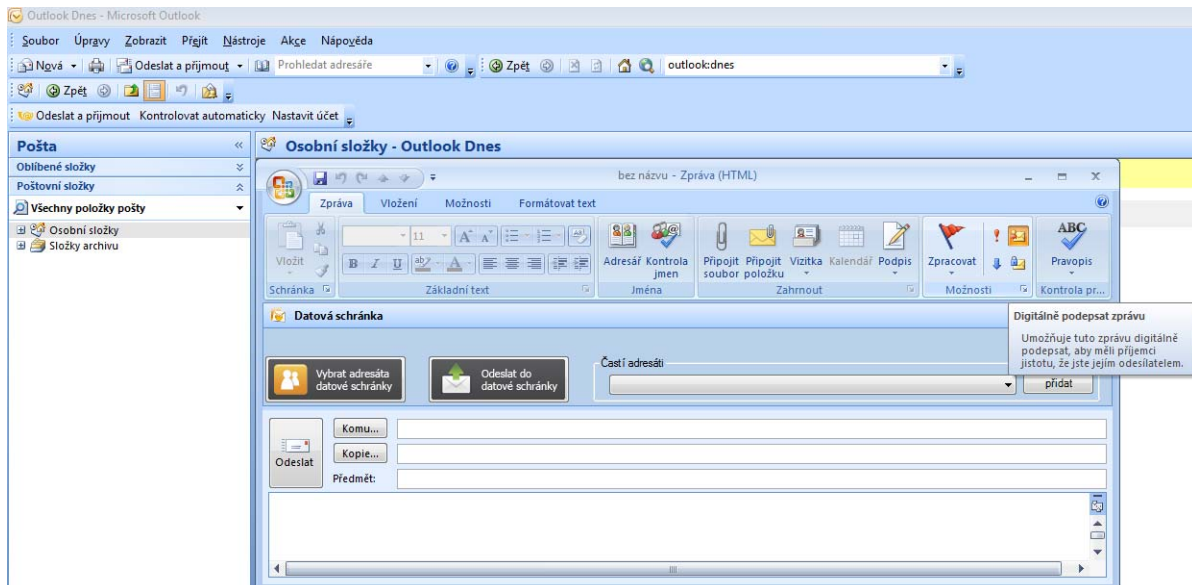 Outlook Dnes - Microsoft Outlook
Soubor Úpravy Zobrazit Přejít Nástroje Akce Nápověda
Nová Odeslat a přijmout Prohledat adresáře Zpět outlook:dnes
Zpět
Odeslat a přijmout Kontrolovat automaticky Nastavit účet
Pošta
Oblíbené složky
Poštovní složky
Všechny položky pošty
Osobní složky
Složky archivu
Osobní složky - Outlook Dnes
bez názvu - Zpráva (HTML)
Zpráva Vložení Možnosti Formátovat text
Vložit
Schránka
11
B I U ab A
Základní text
Adresář Kontrola jmen
Jména
Připojit soubor Připojit položku Vizitka Kalendář Podpis
Zahrnout
Zpracovat
Možnosti
ABC
Pravopis
Kontrola pr...
Datová schránka
Digitálně podepsat zprávu
Umožňuje tuto zprávu digitálně
podepsat, aby měli příjemci
jistotu, že jste jejím odesílatelem.
Vybrat adresáta
datové schránky
Odeslat do
datové schránky
Častí adresáti
přidat
Odeslat
Komu...
Kopie...
Předmět: